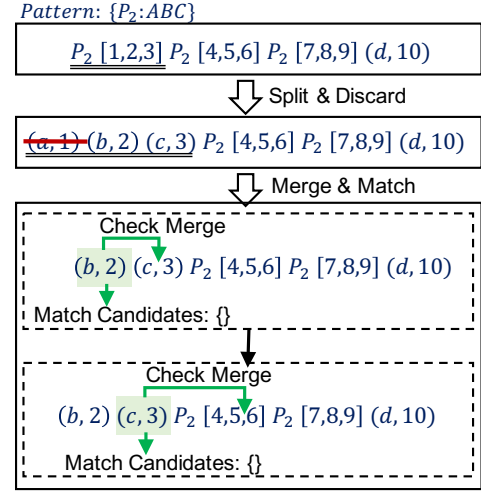 Pattern: {P₂:ABC}
P₂ [1,2,3] P₂ [4,5,6] P₂ [7,8,9] (d, 10)
Split & Discard
(a, 1) (b, 2) (c, 3) P₂ [4,5,6] P₂ [7,8,9] (d, 10)
Merge & Match
Check Merge
(b, 2) (c, 3) P₂ [4,5,6] P₂ [7,8,9] (d, 10)
Match Candidates: {}
Check Merge
(b, 2) (c, 3) P₂ [4,5,6] P₂ [7,8,9] (d, 10)
Match Candidates: {}